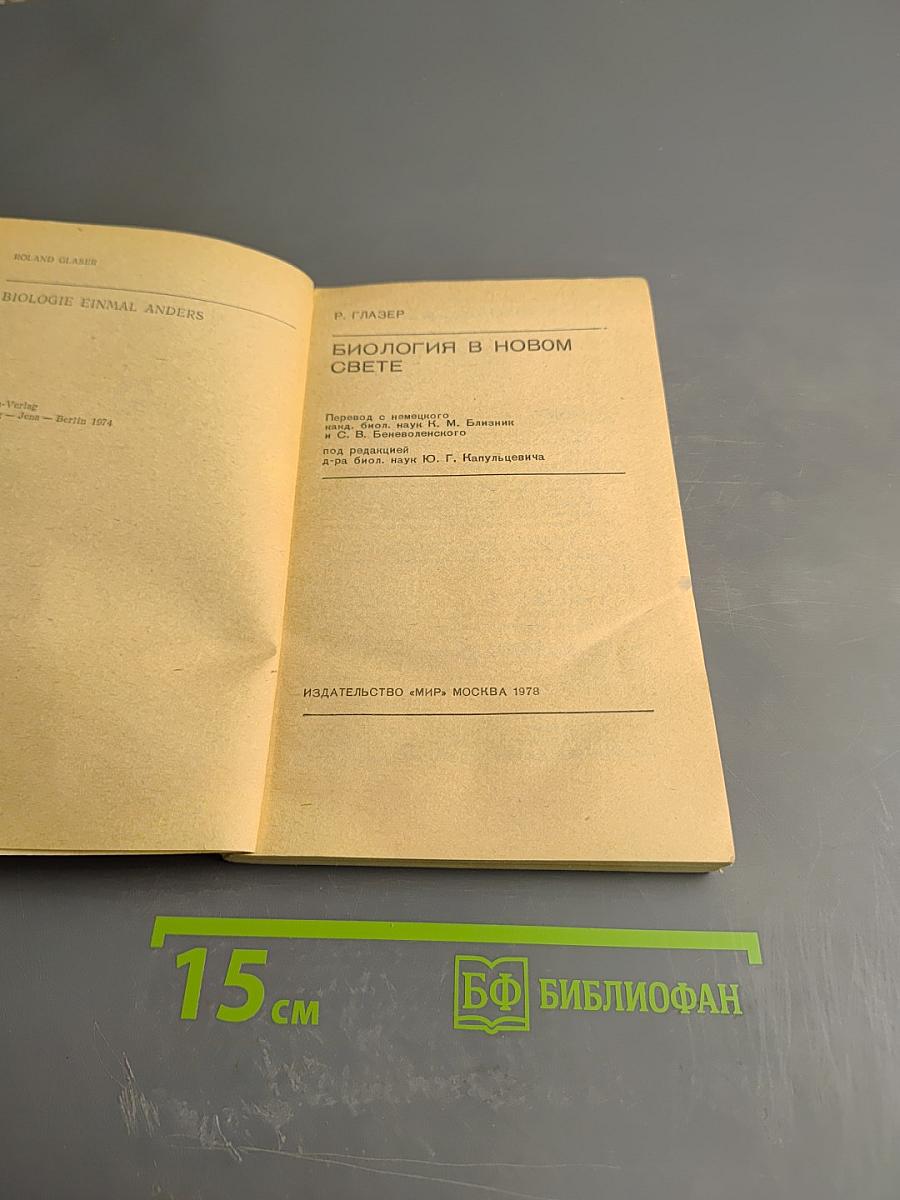 ROLAND GLASER
BIOLOGIE EINMAL ANDERS
-Verlag
— Jena — Berlin 1974
Р. ГЛАЗЕР
БИОЛОГИЯ В НОВОМ
СВЕТЕ
Перевод с немецкого
канд. биол. наук К. М. Близник
и С. В. Беневоленского
под редакцией
д-ра биол. наук Ю. Г. Капульцевича
ИЗДАТЕЛЬСТВО «МИР» МОСКВА 1978
15 см
БФ БИБЛИОФАН